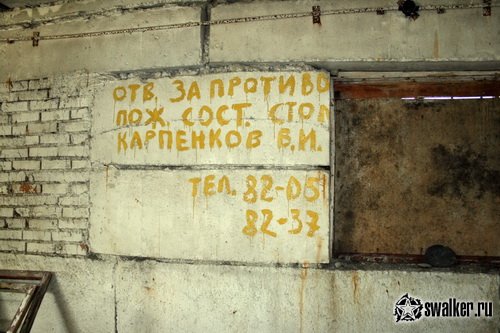 ОТВ. ЗА ПРОТИВО
ПОЖ. СОСТ. СТОЛ
КАРПЕНКОВ В.И.
ТЕЛ. 82-05
82-37
swalker.ru